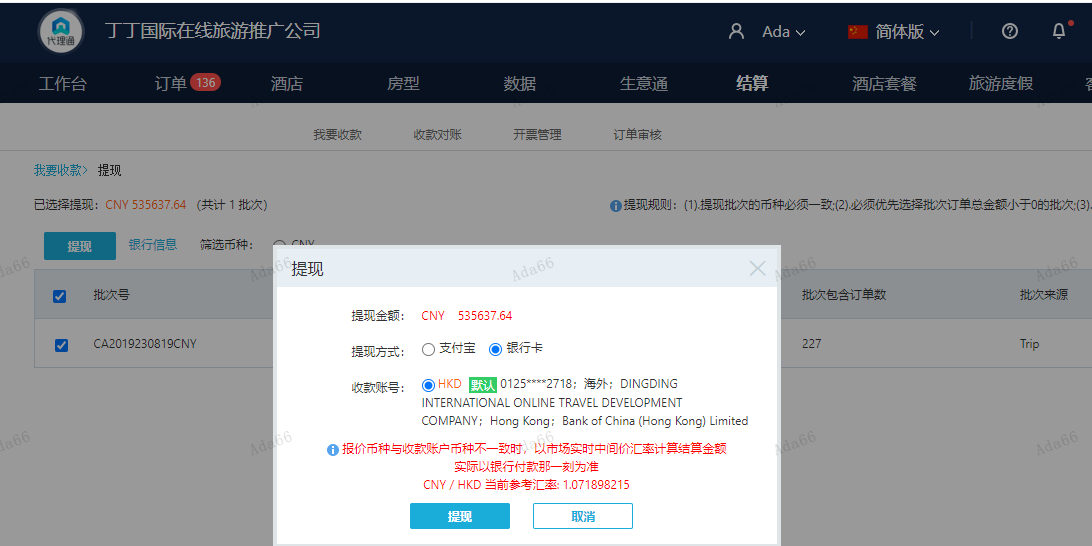 代理通
丁丁国际在线旅游推广公司
Ada
简体版
工作台
订单 136
酒店
房型
数据
生意通
结算
酒店套餐
旅游度假
我要收款
收款对账
开票管理
订单审核
我要收款> 提现
已选择提现： CNY 535637.64 （共计 1 批次）
提现规则：(1).提现批次的币种必须一致;(2).必须优先选择批次订单总金额小于0的批次;(3).
提现
银行信息
筛选币种：
CNY
批次号
批次包含订单数
批次来源
CA2019230819CNY
227
Trip
提现
提现金额： CNY 535637.64
提现方式： 支付宝 银行卡
收款账号： HKD 默认 0125****2718；海外；DINGDING
INTERNATIONAL ONLINE TRAVEL DEVELOPMENT
COMPANY；Hong Kong；Bank of China (Hong Kong) Limited
报价币种与收款账户币种不一致时，以市场实时中间价汇率计算结算金额
实际以银行付款那一刻为准
CNY / HKD 当前参考汇率: 1.071898215
提现
取消
Ada66
Ada66
Ada66
Ada66
Ada66
Ada66
Ada66